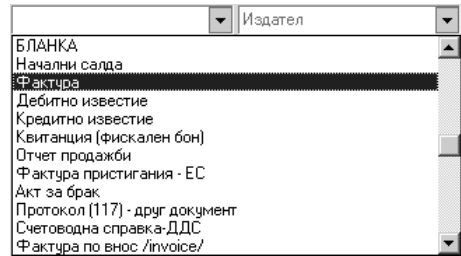 Издател
БЛАНКА
Начални салда
Фактура
Дебитно известие
Кредитно известие
Квитанция (фискален бон)
Отчет продажби
Фактура пристигания - ЕС
Акт за брак
Протокол (117) - друг документ
Счетоводна справка-ДДС
Фактура по внос /invoice/